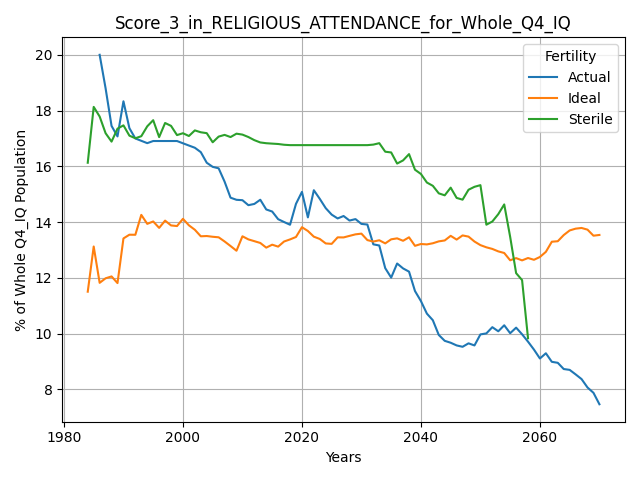 Score_3_in_RELIGIOUS_ATTENDANCE_for_Whole_Q4_IQ
Fertility
Actual
Ideal
Sterile
% of Whole Q4_IQ Population
20
18
16
14
12
10
8
1980 2000 2020 2040 2060
Years